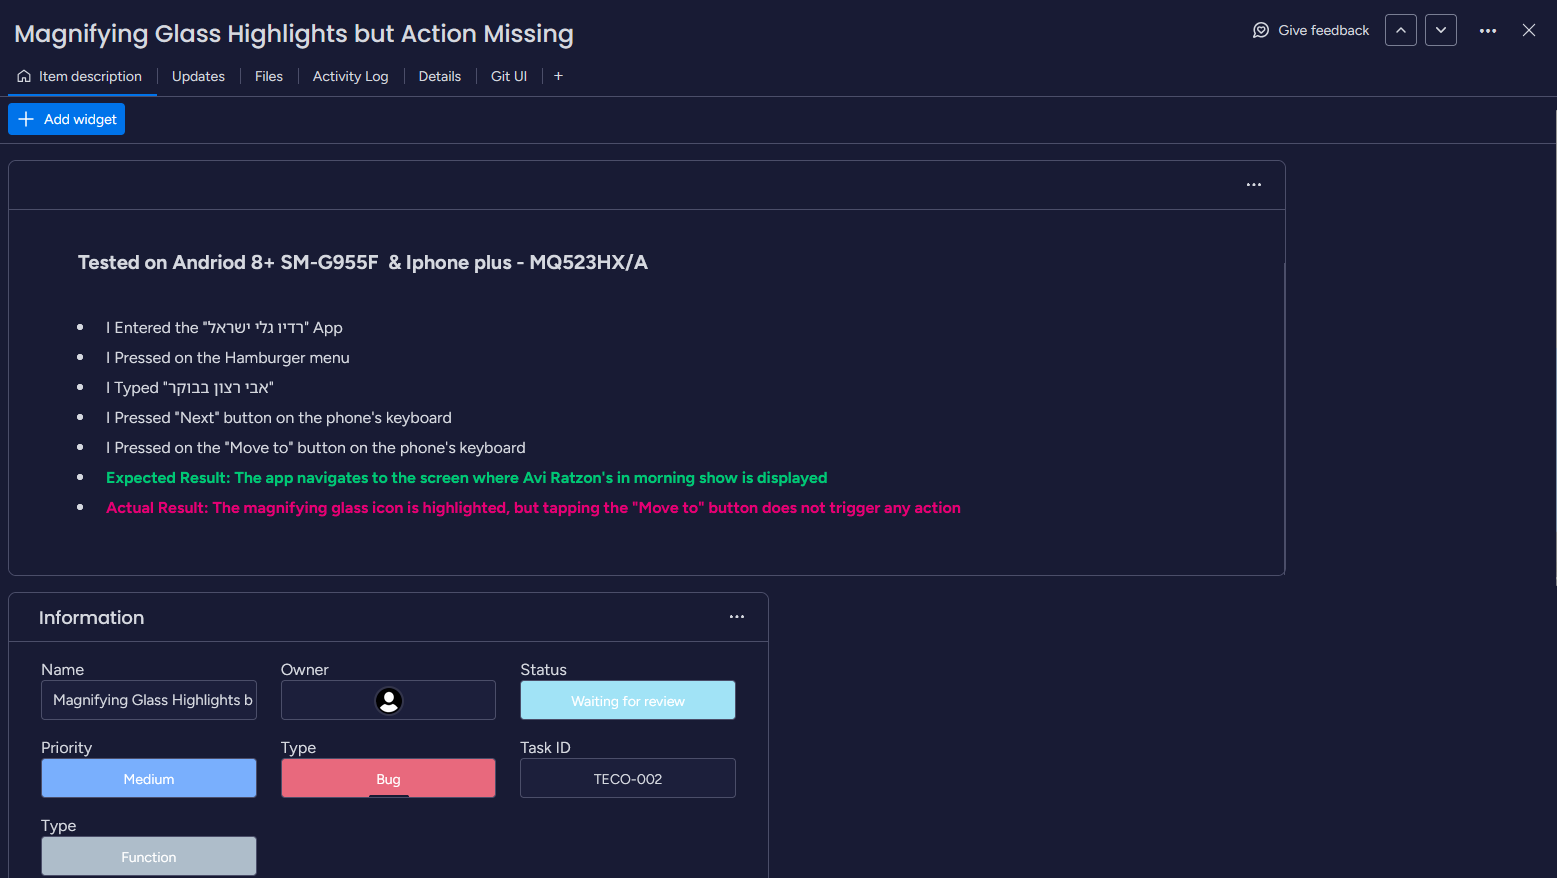 Magnifying Glass Highlights but Action Missing
Give feedback
Item description
Updates
Files
Activity Log
Details
Git UI
+
Add widget
Tested on Andriod 8+ SM-G955F & Iphone plus - MQ523HX/A
I Entered the "רדיו גלי ישראל" App
I Pressed on the Hamburger menu
I Typed "אבי רצון בבוקר"
I Pressed "Next" button on the phone's keyboard
I Pressed on the "Move to" button on the phone's keyboard
Expected Result: The app navigates to the screen where Avi Ratzon's in morning show is displayed
Actual Result: The magnifying glass icon is highlighted, but tapping the "Move to" button does not trigger any action
Information
Name
Owner
Status
Magnifying Glass Highlights b
Waiting for review
Priority
Type
Task ID
Medium
Bug
TECO-002
Type
Function